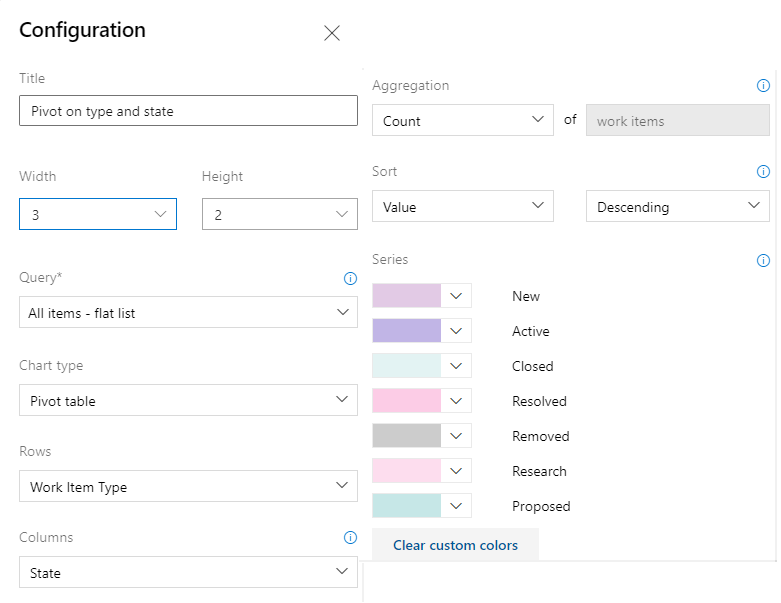 Configuration
Title
Pivot on type and state
Width
Height
3
2
Query*
All items - flat list
Chart type
Pivot table
Rows
Work Item Type
Columns
State
Aggregation
Count
of
work items
Sort
Value
Descending
Series
New
Active
Closed
Resolved
Removed
Research
Proposed
Clear custom colors